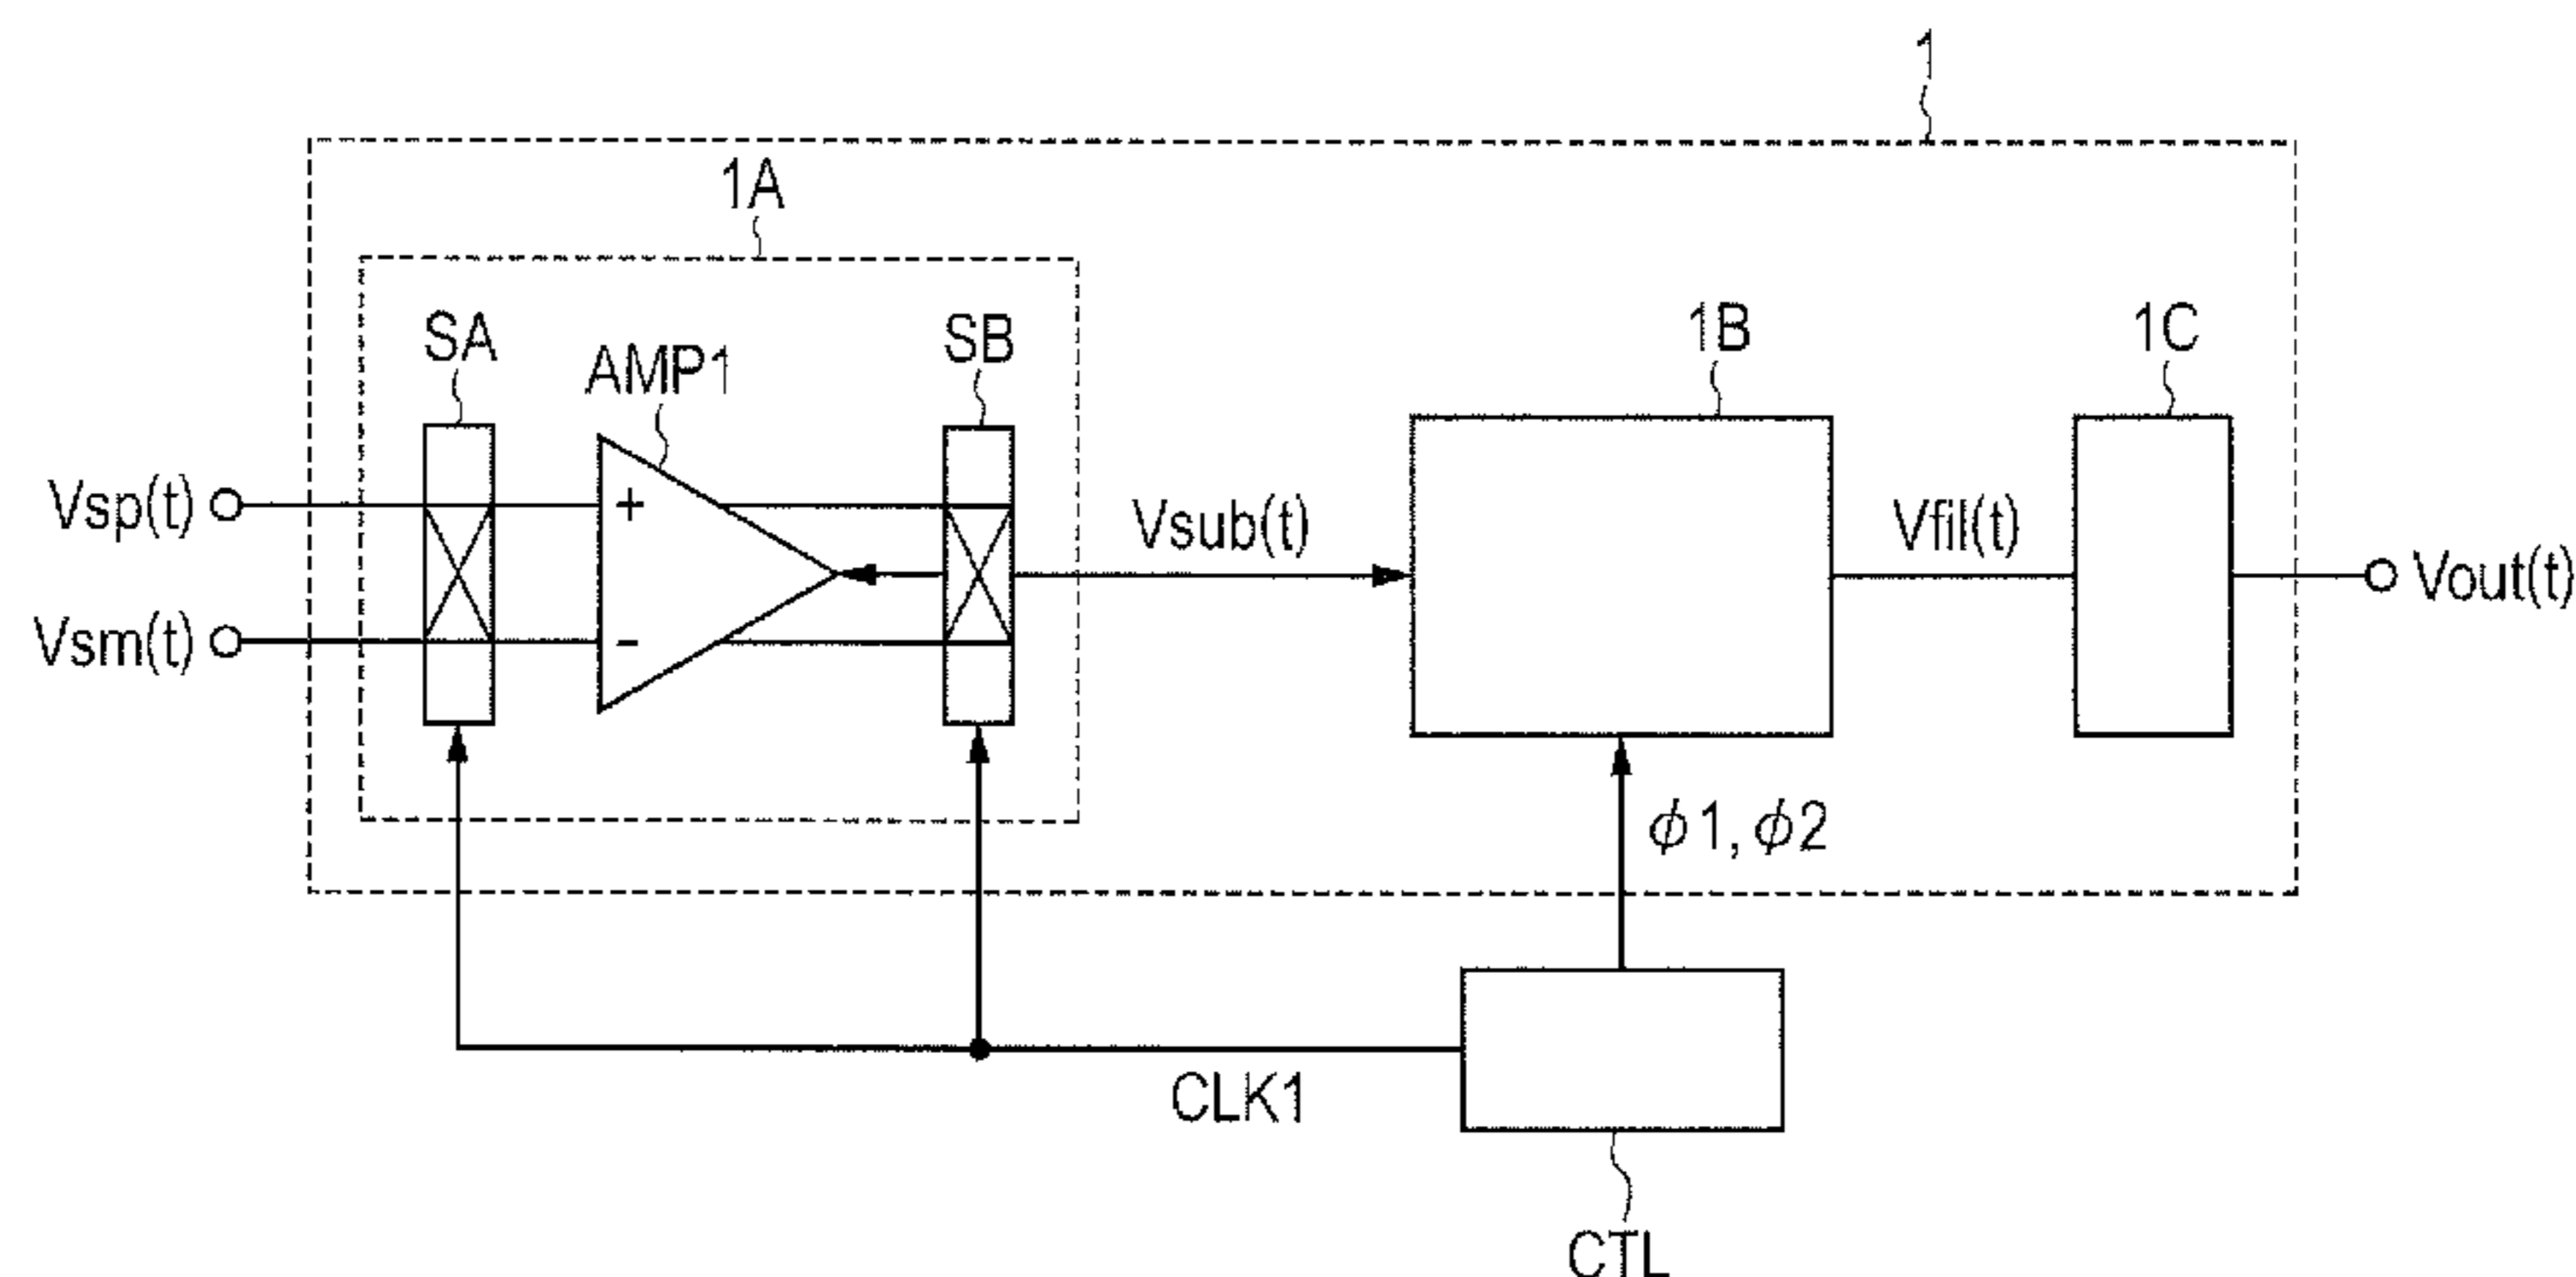 1
1A
SA
AMP1
SB
1B
1C
Vsp(t)
+
Vsub(t)
Vfil(t)
Vout(t)
Vsm(t)
-
ϕ1, ϕ2
CLK1
CTL